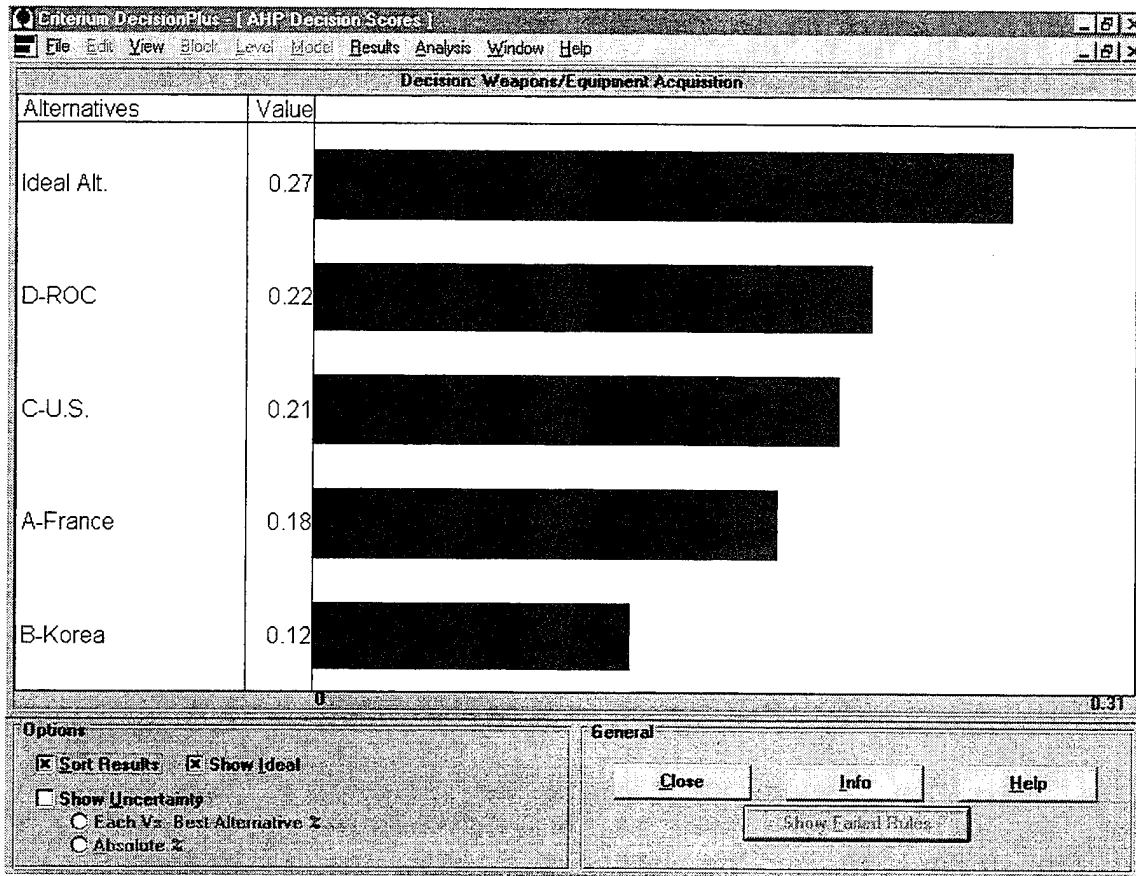 Criterium DecisionPlus - [ AHP Decision Scores ]
File Edit View Block Level Model Results Analysis Window Help
Decision: Weapons/Equipment Acquisition
Alternatives Value
Ideal Alt. 0.27
D-ROC 0.22
C-U.S. 0.21
A-France 0.18
B-Korea 0.12
0 0.31
Options General
Sort Results Show Ideal
Close Info Help
Show Uncertainty
Show Failed Rules
Each Vs. Best Alternative %
Absolute %